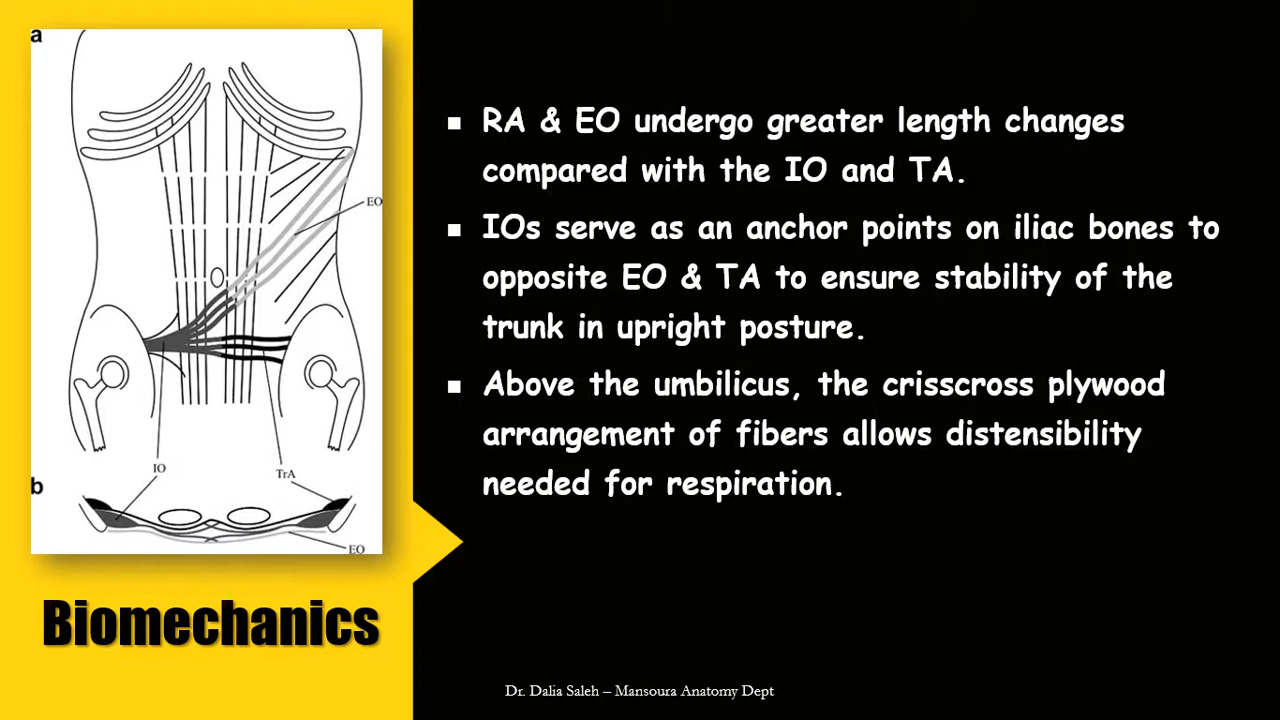 a
EO
IO
TrA
b
EO
Biomechanics
▪ RA & EO undergo greater length changes
compared with the IO and TA.
▪ IOs serve as an anchor points on iliac bones to
opposite EO & TA to ensure stability of the
trunk in upright posture.
▪ Above the umbilicus, the crisscross plywood
arrangement of fibers allows distensibility
needed for respiration.
Dr. Dalia Saleh – Mansoura Anatomy Dept